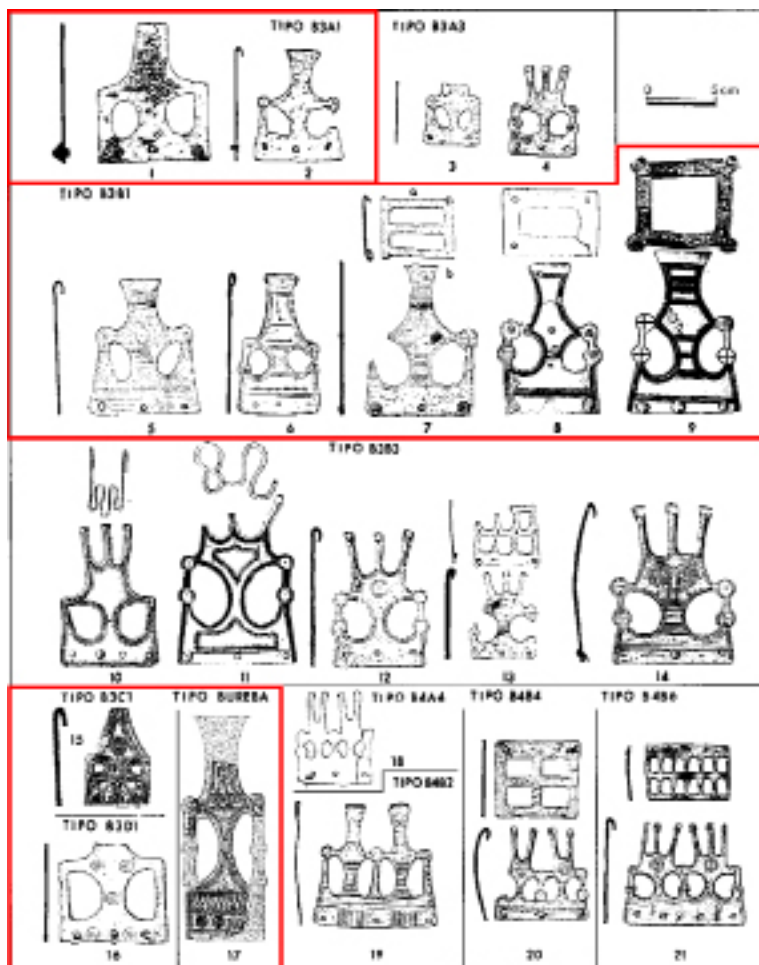 TIPO B3A1
TIPO B3A3
0 5cm
1 2 3 4
TIPO B3B1
a
b
5 6 7 8 9
TIPO B3B3
10 11 12 13 14
TIPO B3C1
TIPO BUREBA
TIPO B4A4
TIPO B4B4
TIPO B4B6
15
18
TIPO B4B2
TIPO B3D1
16 17 19 20 21